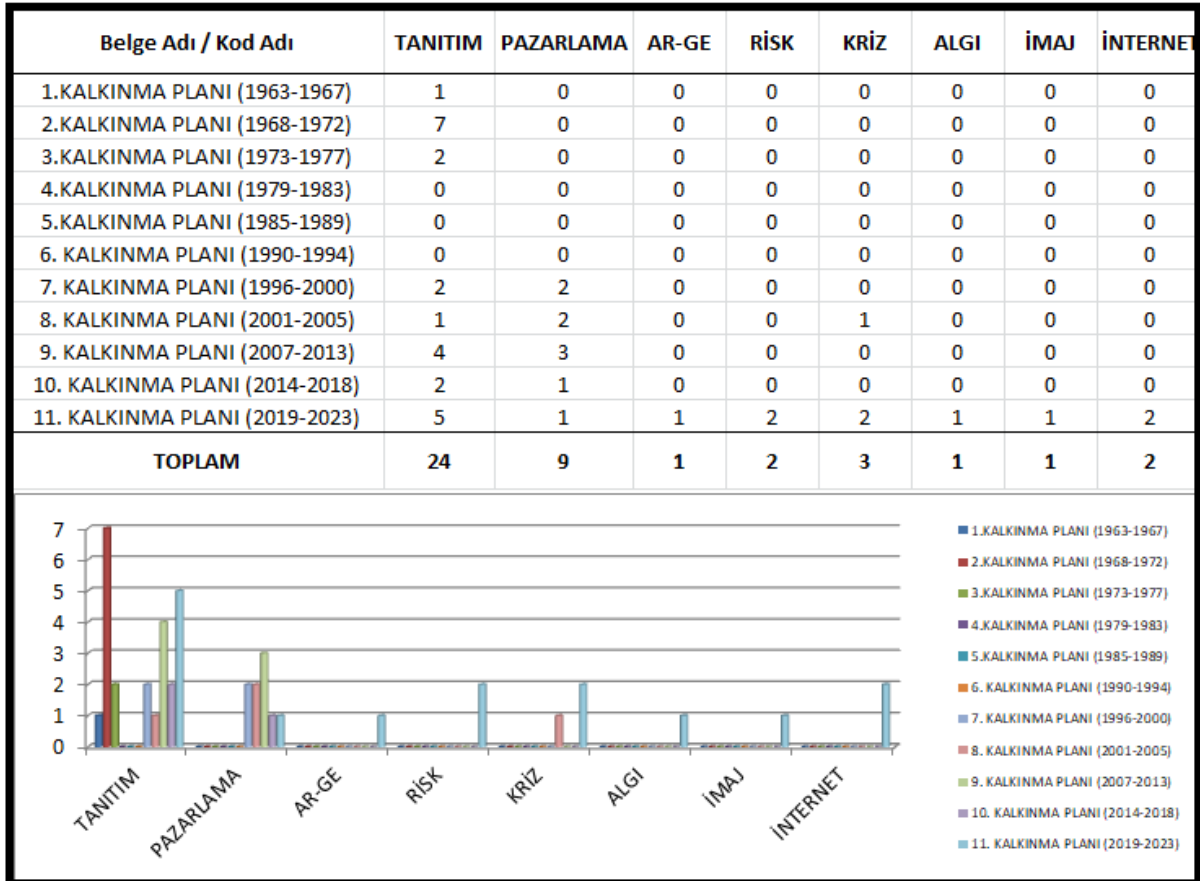 Belge Adı / Kod Adı TANITIM PAZARLAMA AR-GE RİSK KRİZ ALGI İMAJ İNTERNET
1.KALKINMA PLANI (1963-1967) 1 0 0 0 0 0 0 0
2.KALKINMA PLANI (1968-1972) 7 0 0 0 0 0 0 0
3.KALKINMA PLANI (1973-1977) 2 0 0 0 0 0 0 0
4.KALKINMA PLANI (1979-1983) 0 0 0 0 0 0 0 0
5.KALKINMA PLANI (1985-1989) 0 0 0 0 0 0 0 0
6. KALKINMA PLANI (1990-1994) 0 0 0 0 0 0 0 0
7. KALKINMA PLANI (1996-2000) 2 2 0 0 0 0 0 0
8. KALKINMA PLANI (2001-2005) 1 2 0 0 1 0 0 0
9. KALKINMA PLANI (2007-2013) 4 3 0 0 0 0 0 0
10. KALKINMA PLANI (2014-2018) 2 1 0 0 0 0 0 0
11. KALKINMA PLANI (2019-2023) 5 1 1 2 2 1 1 2
TOPLAM 24 9 1 2 3 1 1 2
7
6
5
4
3
2
1
0
TANITIM
PAZARLAMA
AR-GE
RİSK
KRİZ
ALGI
İMAJ
İNTERNET
1.KALKINMA PLANI (1963-1967)
2.KALKINMA PLANI (1968-1972)
3.KALKINMA PLANI (1973-1977)
4.KALKINMA PLANI (1979-1983)
5.KALKINMA PLANI (1985-1989)
6. KALKINMA PLANI (1990-1994)
7. KALKINMA PLANI (1996-2000)
8. KALKINMA PLANI (2001-2005)
9. KALKINMA PLANI (2007-2013)
10. KALKINMA PLANI (2014-2018)
11. KALKINMA PLANI (2019-2023)